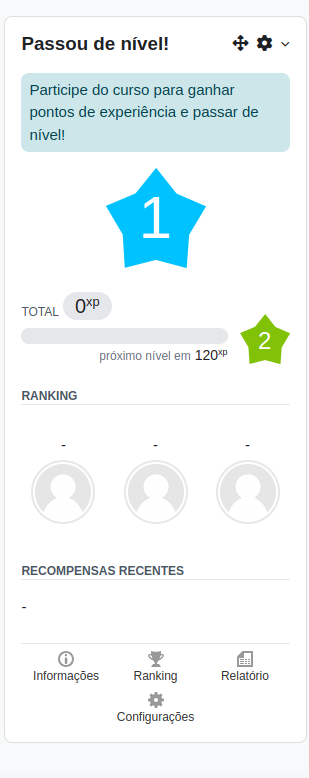 Passou de nível!
Participe do curso para ganhar
pontos de experiência e passar de
nível!
1
TOTAL 0xp
2
próximo nível em 120xp
RANKING
- - -
RECOMPENSAS RECENTES
-
Informações Ranking Relatório
Configurações